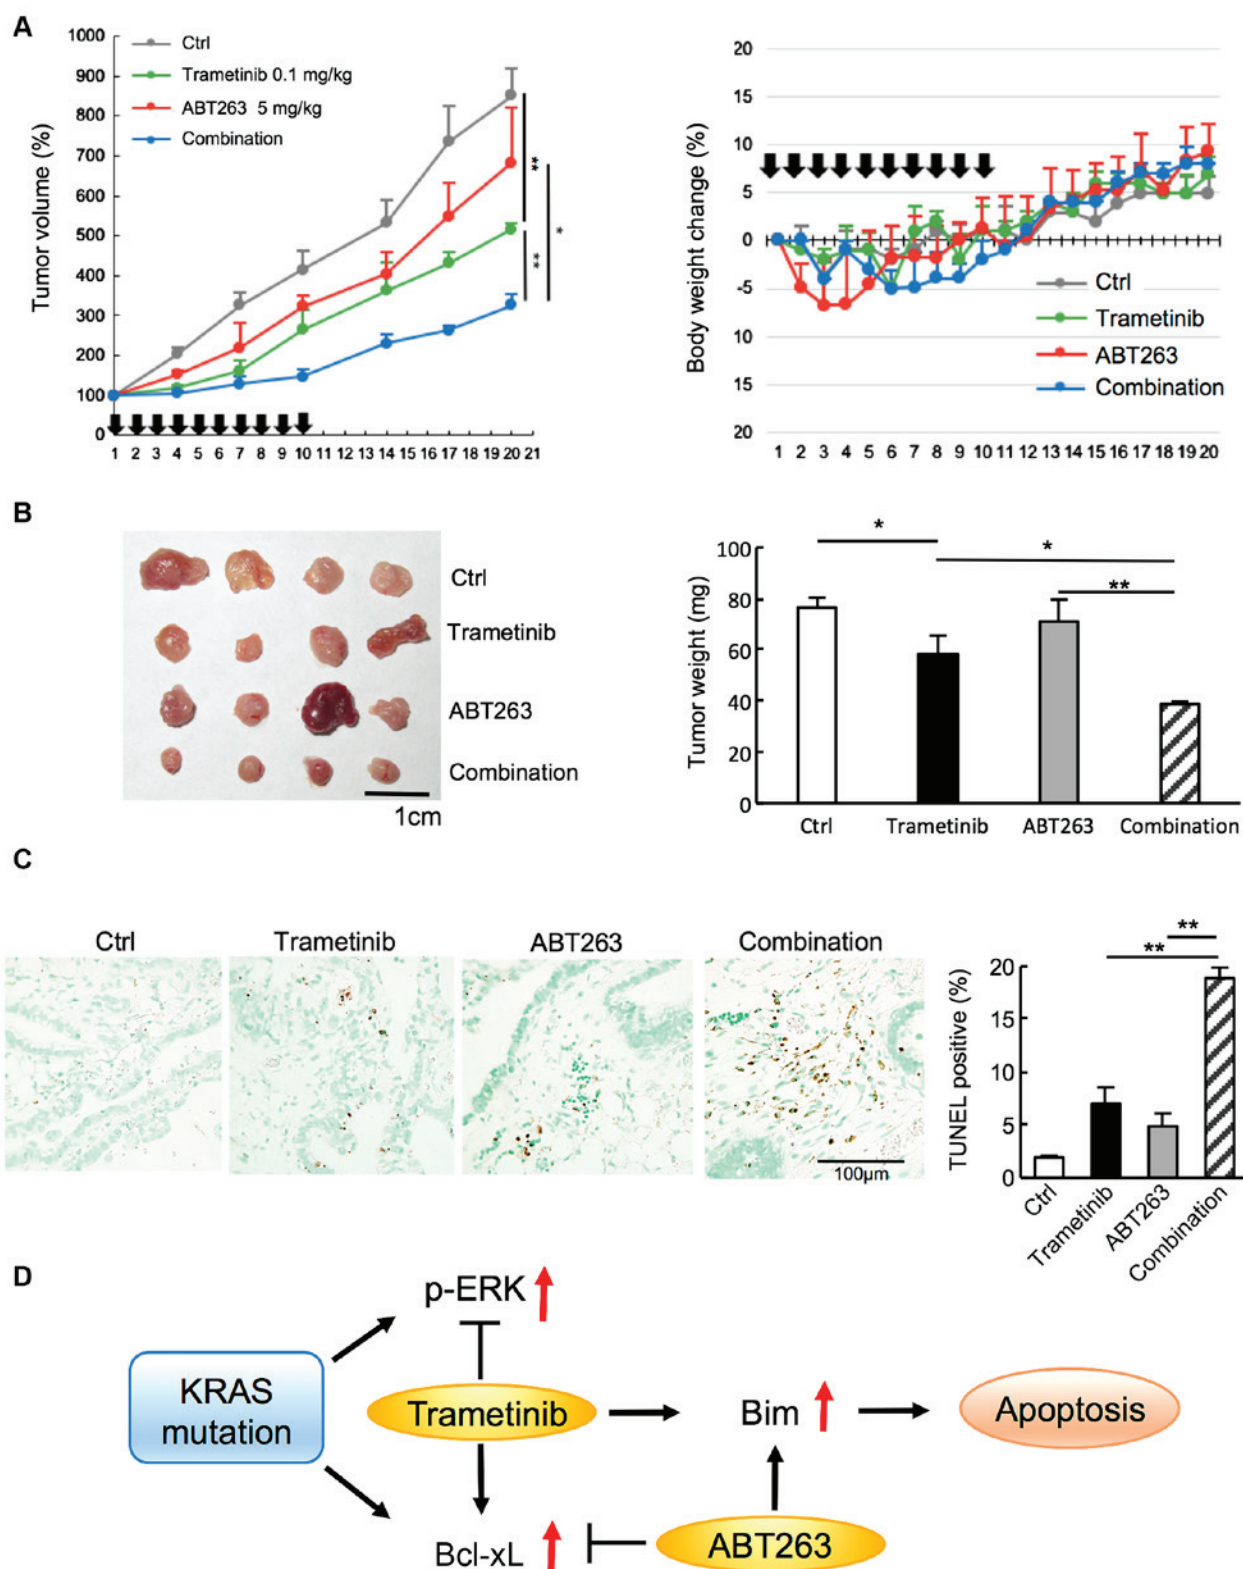 A
Ctrl
Trametinib 0.1 mg/kg
ABT263 5 mg/kg
Combination
Tumor volume (%)
1000
900
800
700
600
500
400
300
200
100
0
**
**
*
1 2 3 4 5 6 7 8 9 10 11 12 13 14 15 16 17 18 19 20 21
Body weight change (%)
20
15
10
5
0
-5
10
15
20
Ctrl
Trametinib
ABT263
Combination
1 2 3 4 5 6 7 8 9 10 11 12 13 14 15 16 17 18 19 20
B
Ctrl
Trametinib
ABT263
Combination
1cm
Tumor weight (mg)
100
80
60
40
20
0
*
*
**
Ctrl Trametinib ABT263 Combination
C
Ctrl Trametinib ABT263 Combination
100µm
TUNEL positive (%)
20
15
10
5
0
**
**
Ctrl
Trametinib
ABT263
Combination
D
p-ERK
KRAS
mutation
Trametinib
Bim
Apoptosis
Bcl-xL
ABT263